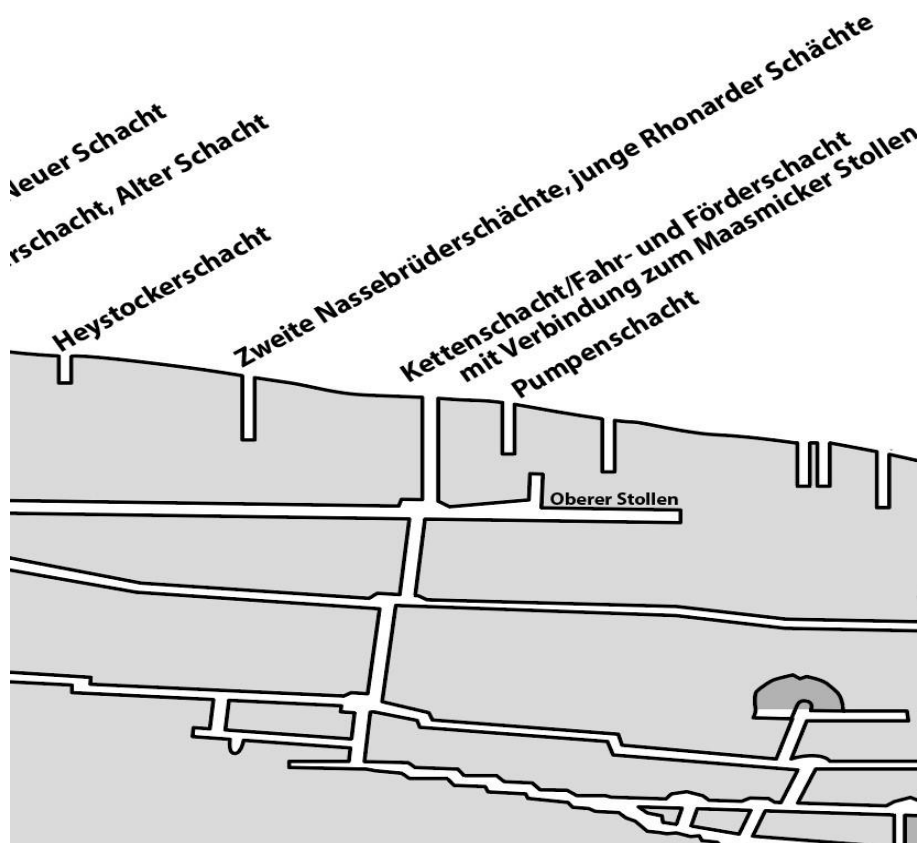 Neuer Schacht
rschacht, Alter Schacht
Heystockerschacht
Zweite Nassebrüderschächte, junge Rhonarder Schächte
Kettenschacht/Fahr- und Förderschacht
mit Verbindung zum Maasmicker Stollen
Pumpenschacht
Oberer Stollen